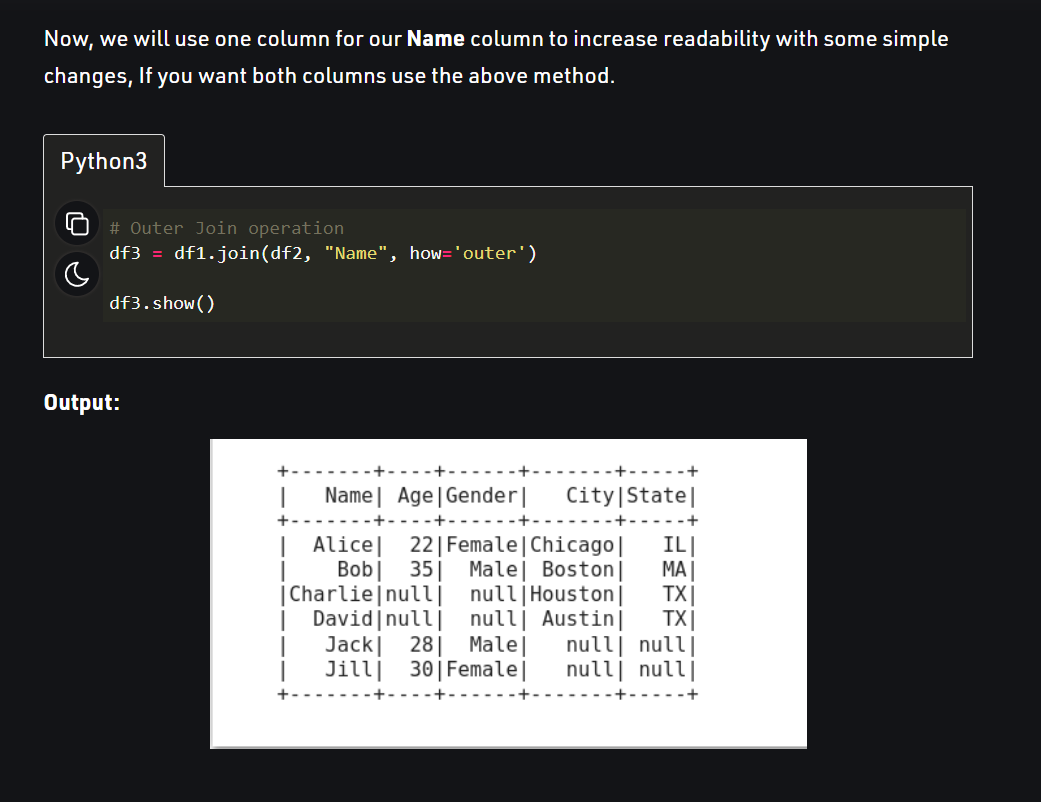 Now, we will use one column for our Name column to increase readability with some simple
changes, If you want both columns use the above method.
Python3
# Outer Join operation
df3 = df1.join(df2, "Name", how='outer')
df3.show()
Output:
+-------+----+------+-------+-----+
|   Name| Age|Gender|   City|State|
+-------+----+------+-------+-----+
|  Alice|  22|Female|Chicago|   IL|
|    Bob|  35|  Male| Boston|   MA|
|Charlie|null|  null|Houston|   TX|
|  David|null|  null| Austin|   TX|
|   Jack|  28|  Male|   null| null|
|   Jill|  30|Female|   null| null|
+-------+----+------+-------+-----+